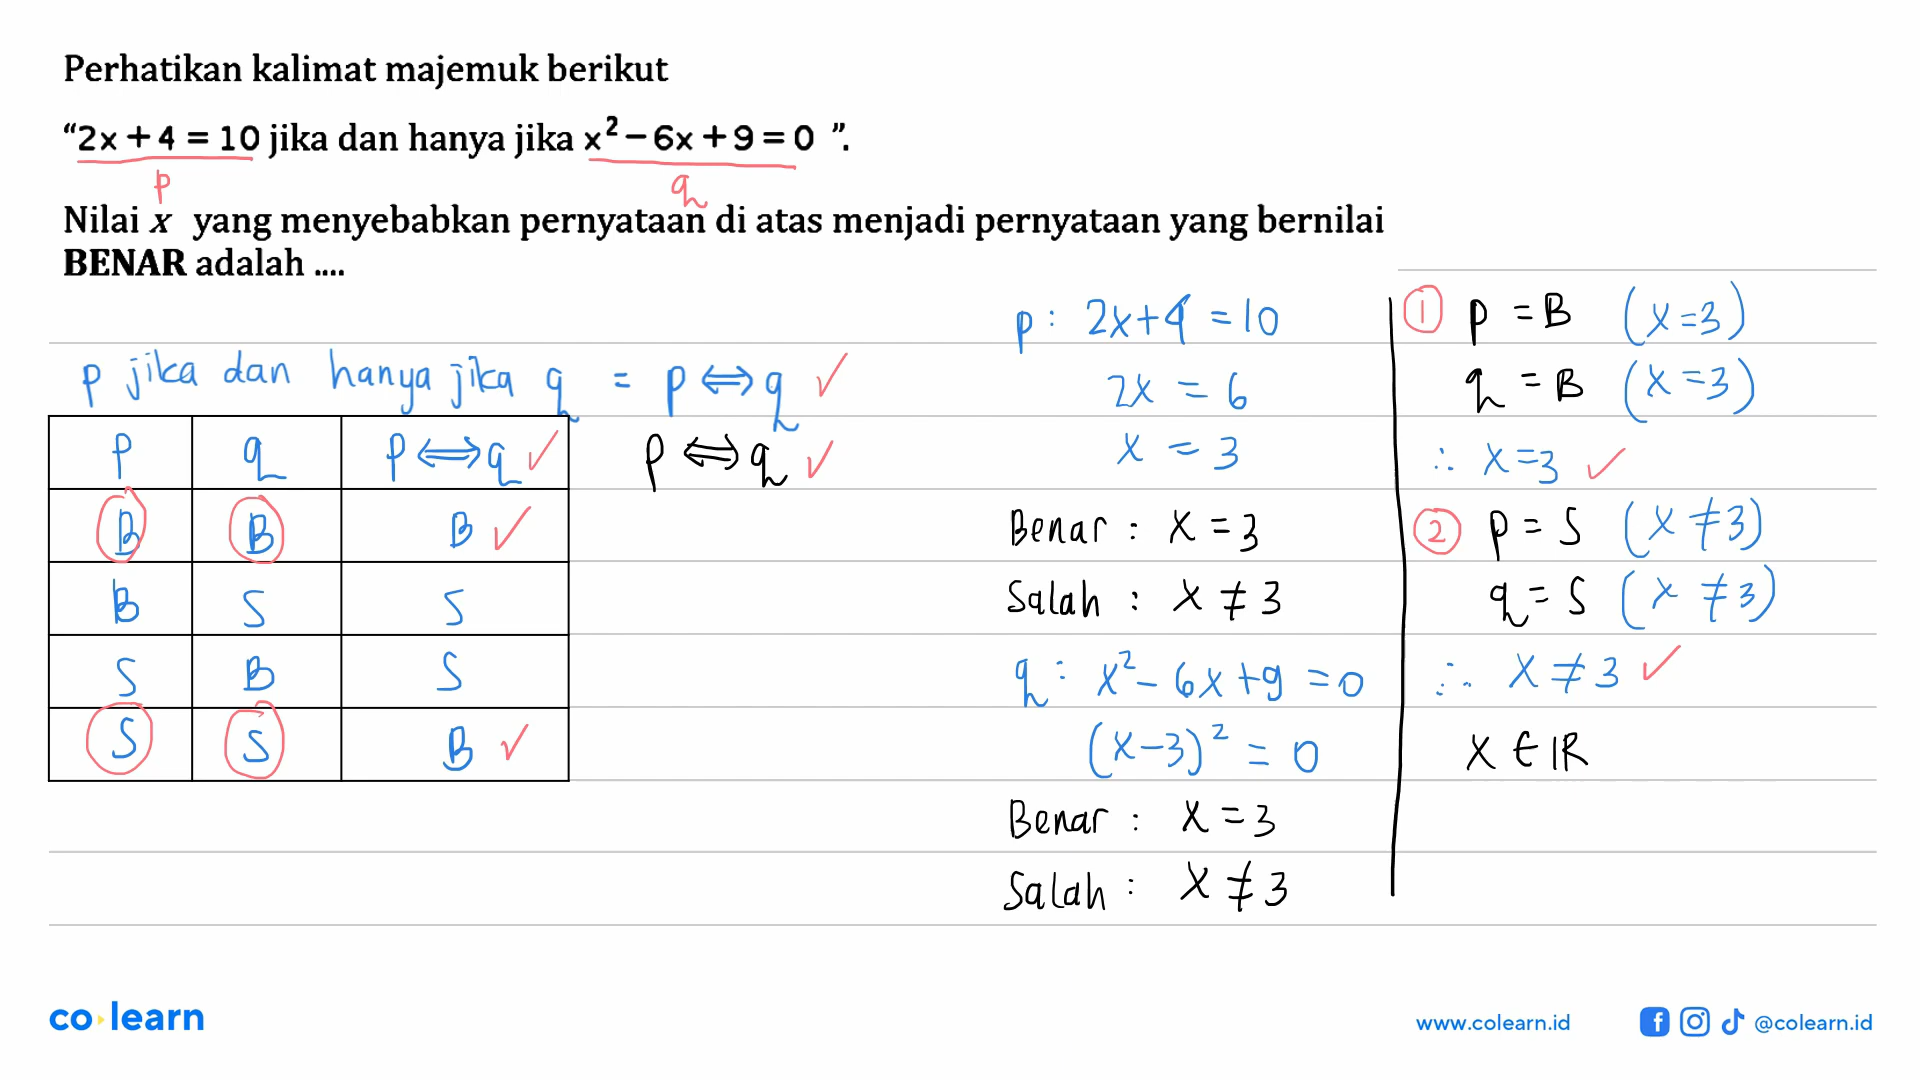 Perhatikan kalimat majemuk berikut
“2x + 4 = 10 jika dan hanya jika x² − 6x + 9 = 0 ”.
p q
Nilai x yang menyebabkan pernyataan di atas menjadi pernyataan yang bernilai
BENAR adalah ....
p jika dan hanya jika q = p ⟺ q ✓
p q p ⟺ q ✓
B B B ✓
B S S
S B S
S S B ✓
p ⟺ q ✓
p : 2x + 4 = 10
2x = 6
x = 3
Benar : x = 3
Salah : x ≠ 3
q : x² − 6x + 9 = 0
(x−3)² = 0
Benar : x = 3
Salah : x ≠ 3
① p = B (x = 3)
q = B (x = 3)
∴ x = 3 ✓
② p = S (x ≠ 3)
q = S (x ≠ 3)
∴ x ≠ 3 ✓
x ∈ ℝ
co learn
www.colearn.id
@colearn.id